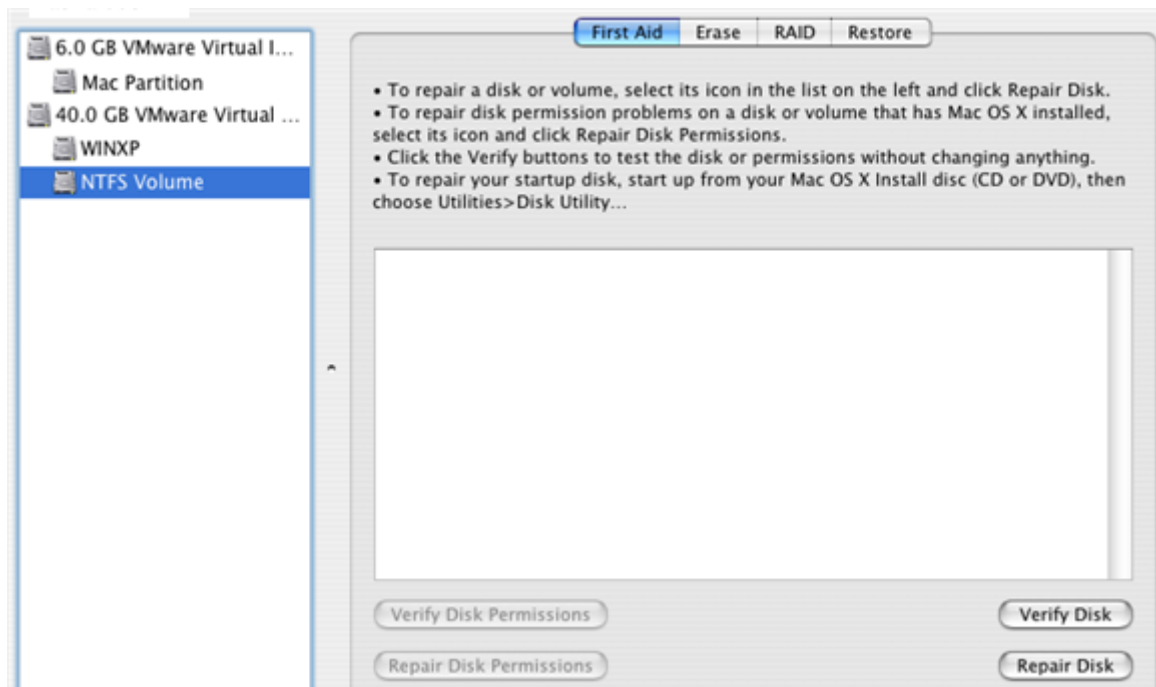 6.0 GB VMware Virtual I...
Mac Partition
40.0 GB VMware Virtual ...
WINXP
NTFS Volume
First Aid
Erase
RAID
Restore
• To repair a disk or volume, select its icon in the list on the left and click Repair Disk.
• To repair disk permission problems on a disk or volume that has Mac OS X installed,
select its icon and click Repair Disk Permissions.
• Click the Verify buttons to test the disk or permissions without changing anything.
• To repair your startup disk, start up from your Mac OS X Install disc (CD or DVD), then
choose Utilities>Disk Utility...
Verify Disk Permissions
Verify Disk
Repair Disk Permissions
Repair Disk